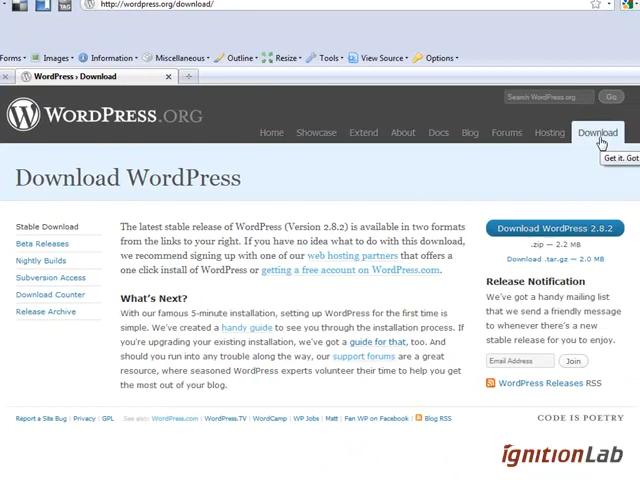 http://wordpress.org/download/
Forms Images Information Miscellaneous Outline Resize Tools View Source Options
WordPress › Download
WORDPRESS.ORG
Search WordPress.org Go
Home Showcase Extend About Docs Blog Forums Hosting Download
Get it. Got
Download WordPress
Stable Download
Beta Releases
Nightly Builds
Subversion Access
Download Counter
Release Archive
The latest stable release of WordPress (Version 2.8.2) is available in two formats
from the links to your right. If you have no idea what to do with this download,
we recommend signing up with one of our web hosting partners that offers a
one click install of WordPress or getting a free account on WordPress.com.
What's Next?
With our famous 5-minute installation, setting up WordPress for the first time is
simple. We've created a handy guide to see you through the installation process. If
you're upgrading your existing installation, we've got a guide for that, too. And
should you run into any trouble along the way, our support forums are a great
resource, where seasoned WordPress experts volunteer their time to help you get
the most out of your blog.
Download WordPress 2.8.2
.zip — 2.2 MB
Download .tar.gz — 2.0 MB
Release Notification
We've got a handy mailing list
that we send a friendly message
to whenever there's a new
stable release for you to enjoy.
Email Address Join
WordPress Releases RSS
Report a Site Bug | Privacy | GPL See also: WordPress.com | WordPress.TV | WordCamp | WP Jobs | Matt | Fan WP on Facebook | Blog RSS
CODE IS POETRY
ignitionLab